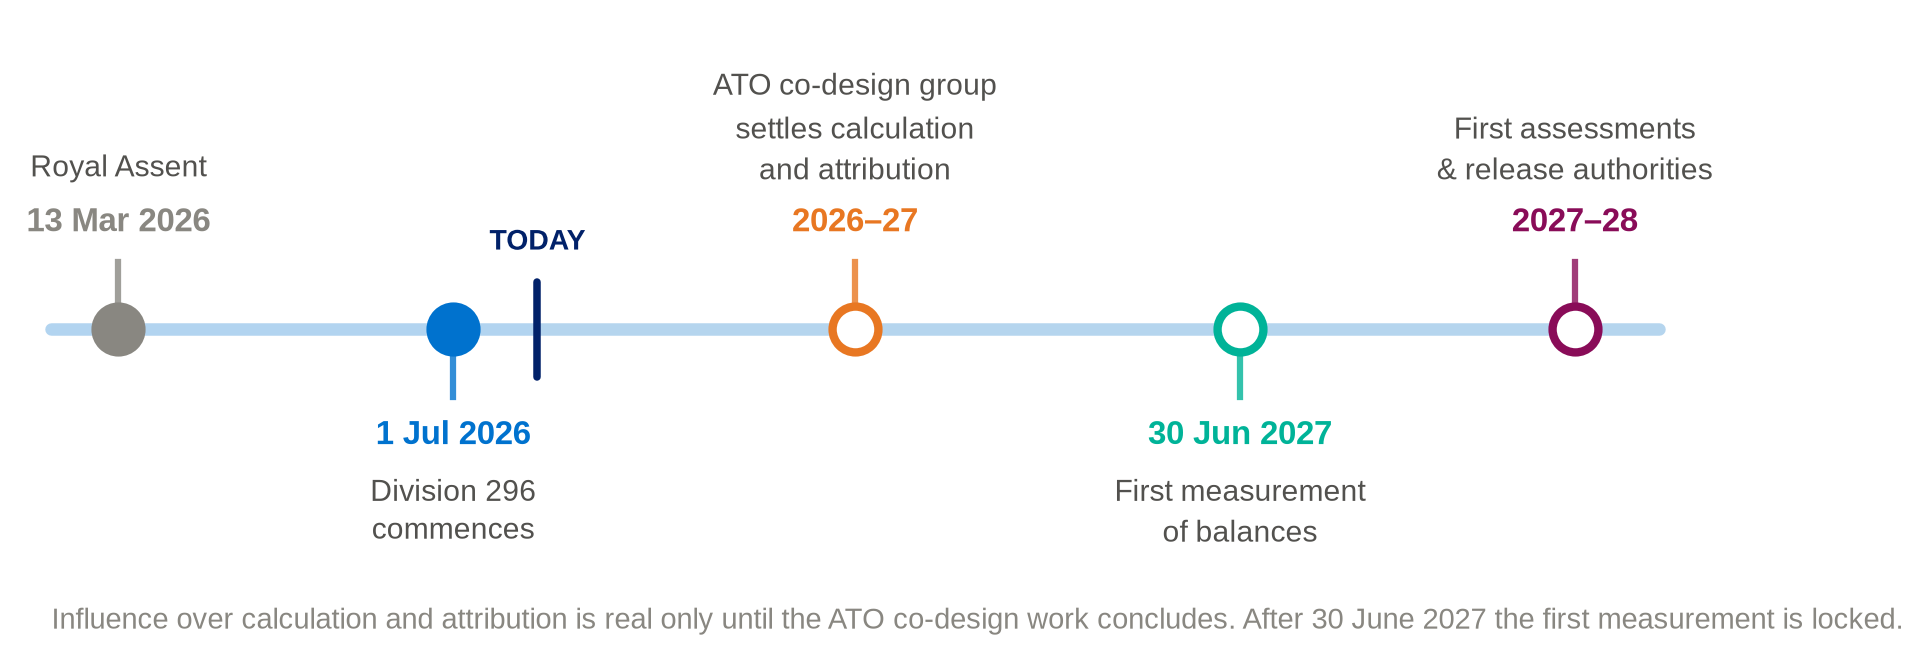 Royal Assent
13 Mar 2026
1 Jul 2026
Division 296
commences
TODAY
ATO co-design group
settles calculation
and attribution
2026–27
30 Jun 2027
First measurement
of balances
First assessments
& release authorities
2027–28
Influence over calculation and attribution is real only until the ATO co-design work concludes. After 30 June 2027 the first measurement is locked.